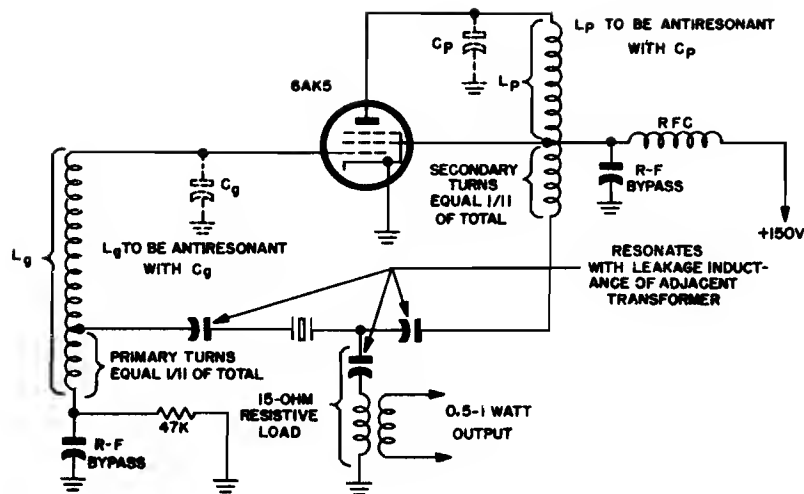 Lp TO BE ANTIRESONANT
WITH Cp
Cp
Lp
6AK5
RFC
SECONDARY
TURNS
EQUAL 1/11
OF TOTAL
R-F
BYPASS
+150V
Cg
Lg
Lg TO BE ANTIRESONANT
WITH Cg
RESONATES
WITH LEAKAGE INDUCT-
ANCE OF ADJACENT
TRANSFORMER
PRIMARY TURNS
EQUAL 1/11 OF TOTAL
15-OHM
RESISTIVE
LOAD
0.5-1 WATT
OUTPUT
47K
R-F
BYPASS